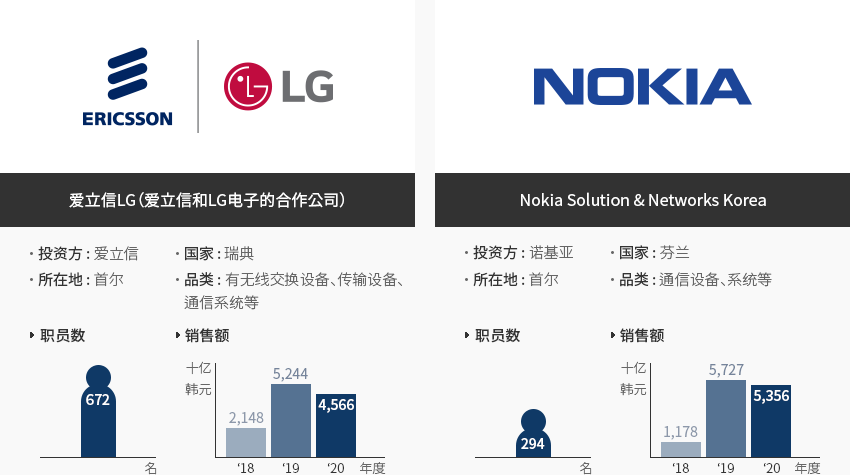 ERICSSON
LG
爱立信LG（爱立信和LG电子的合作公司）
· 投资方 : 爱立信
· 国家 : 瑞典
· 所在地 : 首尔
· 品类 : 有无线交换设备、传输设备、
通信系统等
职员数
672
名
销售额
十亿
韩元
2,148
5,244
4,566
‘18
‘19
‘20
年度
NOKIA
Nokia Solution & Networks Korea
· 投资方 : 诺基亚
· 国家 : 芬兰
· 所在地 : 首尔
· 品类 : 通信设备、系统等
职员数
294
名
销售额
十亿
韩元
1,178
5,727
5,356
‘18
‘19
‘20
年度